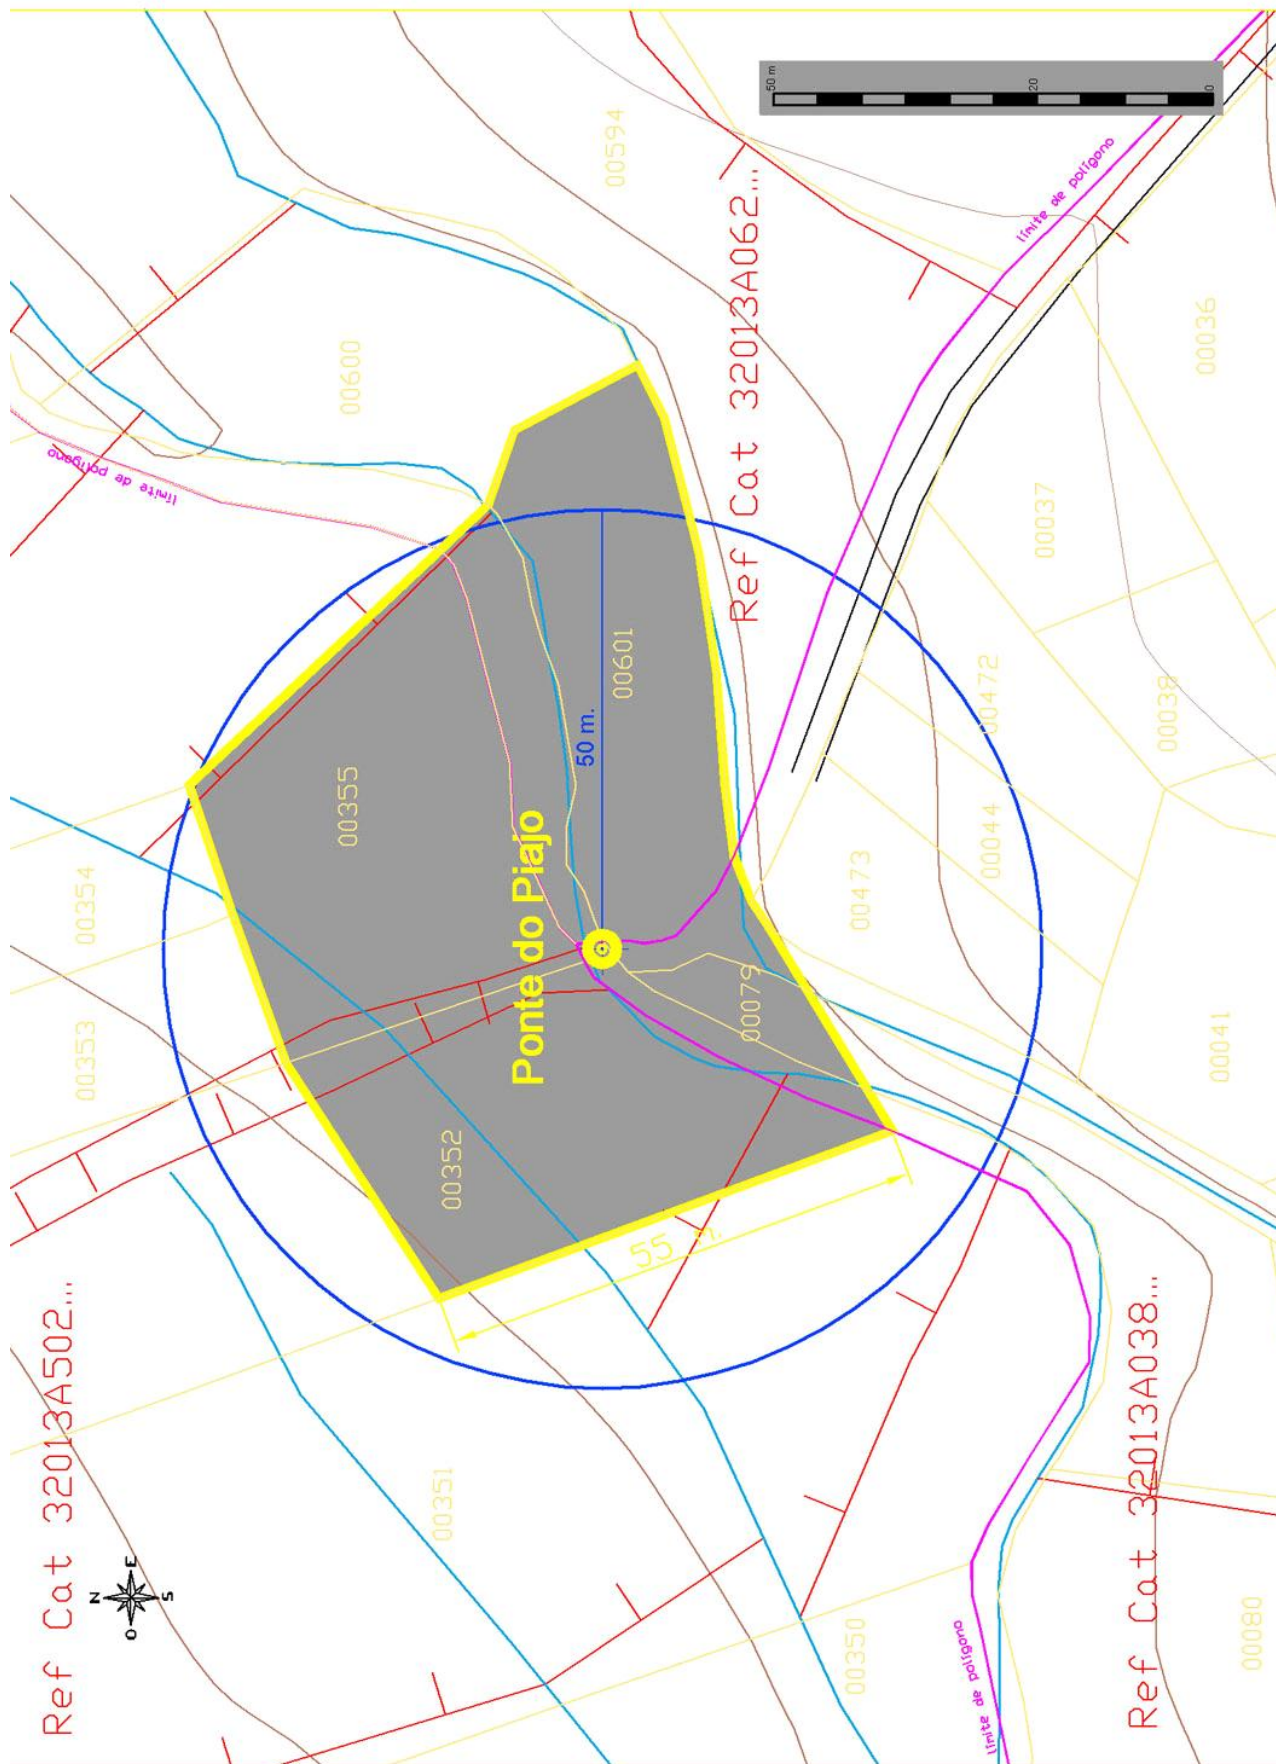 Ref Cat 32013A502...
N
E
S
O
límite de polígono
00353
00354
00600
00355
00352
00351
Ponte do Piajo
50 m.
00601
00594
Ref Cat 32013A062...
50 m
20
0
límite de polígono
00079
55 m.
00473
00044
00472
00037
00036
00038
00041
00350
límite de polígono
Ref Cat 32013A038...
00080